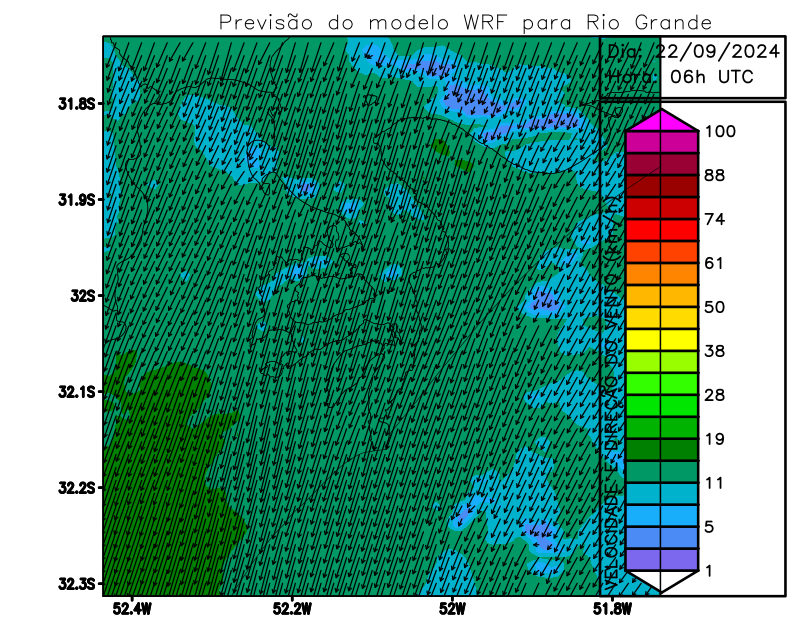 Previsão do modelo WRF para Rio Grande
Dia: 22/09/2024
Hora: 06h UTC
31.8S
31.9S
32S
32.1S
32.2S
32.3S
52.4W
52.2W
52W
51.8W
VELOCIDADE E DIREÇÃO DO VENTO (km/h)
100
88
74
61
50
38
28
19
11
5
1